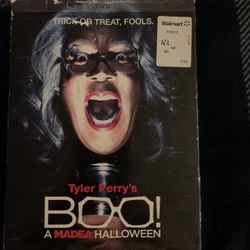 DVD
TRICK OR TREAT, FOOLS.
Walmart
Tyler Perry's
BOO!
A MADEA HALLOWEEN